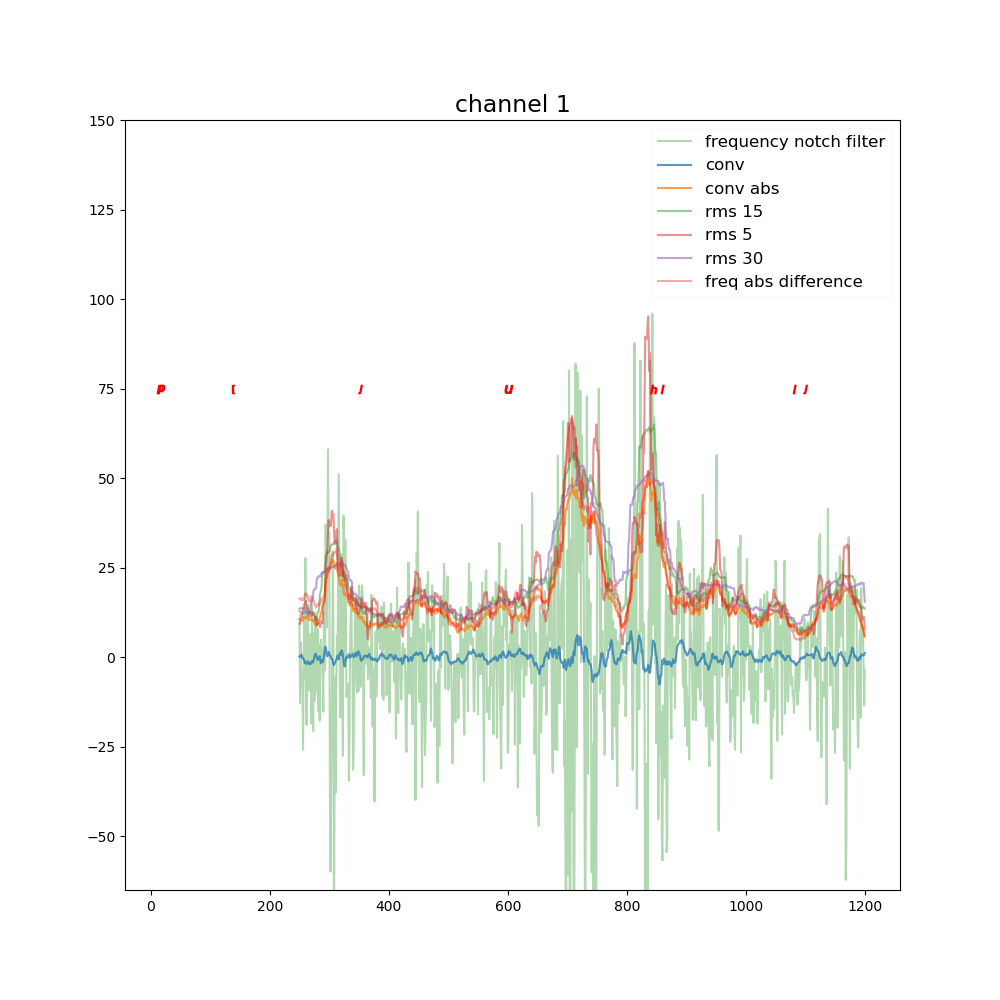 channel 1
150
125
100
75
50
25
0
−25
−50
frequency notch filter
conv
conv abs
rms 15
rms 5
rms 30
freq abs difference
p
u
h l
0 200 400 600 800 1000 1200